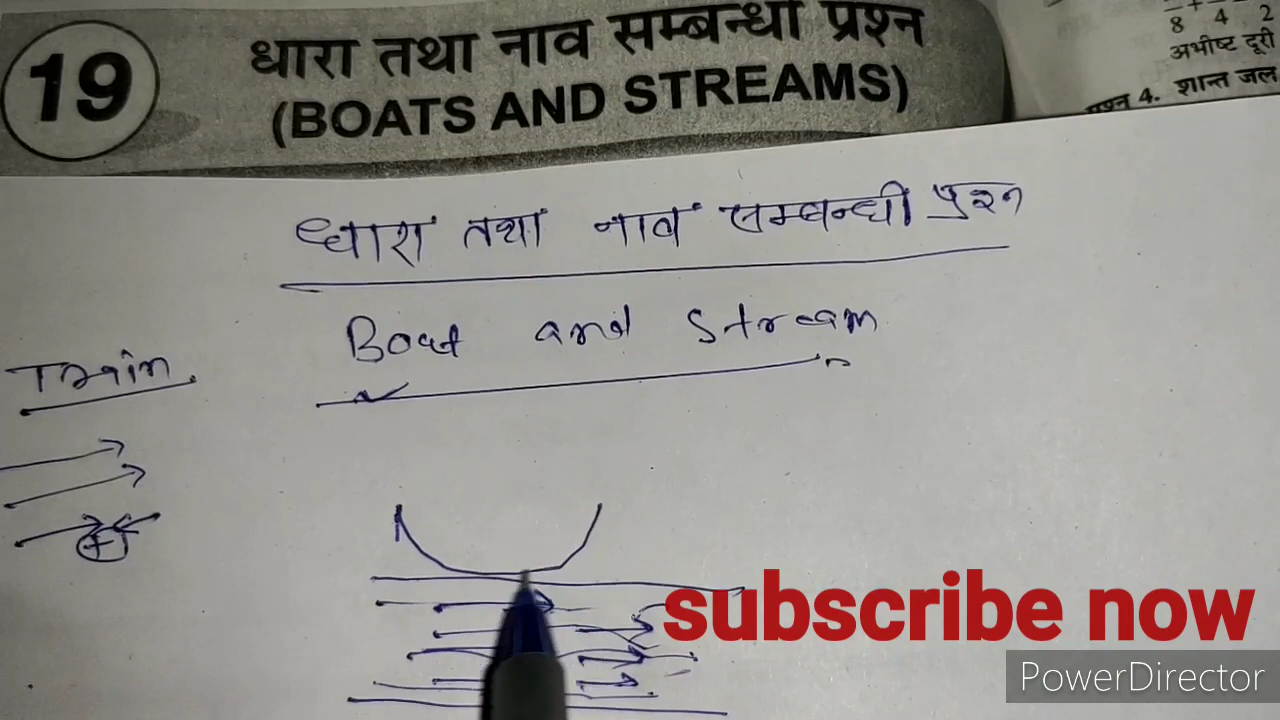 19
धारा तथा नाव सम्बन्धी प्रश्न
(BOATS AND STREAMS)
8 + 4 2
अभीष्ट दूरी
प्रश्न 4. शान्त जल
धारा तथा नाव सम्बन्धी प्रश्न
Boat and Stream
Train
+
subscribe now
PowerDirector